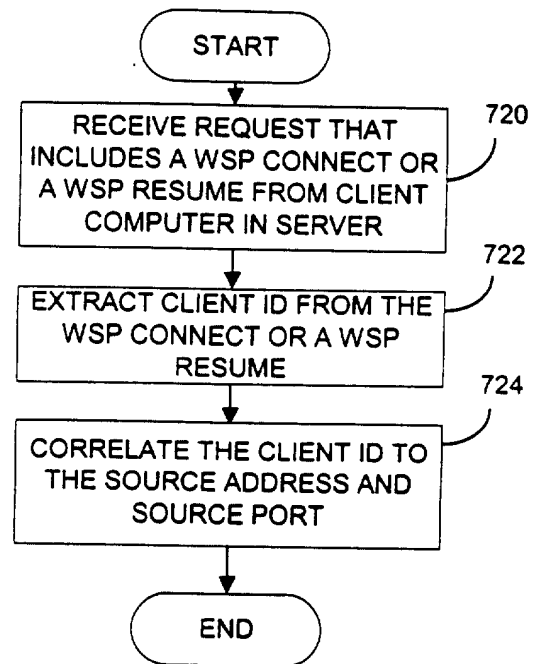 START
720
RECEIVE REQUEST THAT
INCLUDES A WSP CONNECT OR
A WSP RESUME FROM CLIENT
COMPUTER IN SERVER
722
EXTRACT CLIENT ID FROM THE
WSP CONNECT OR A WSP
RESUME
724
CORRELATE THE CLIENT ID TO
THE SOURCE ADDRESS AND
SOURCE PORT
END